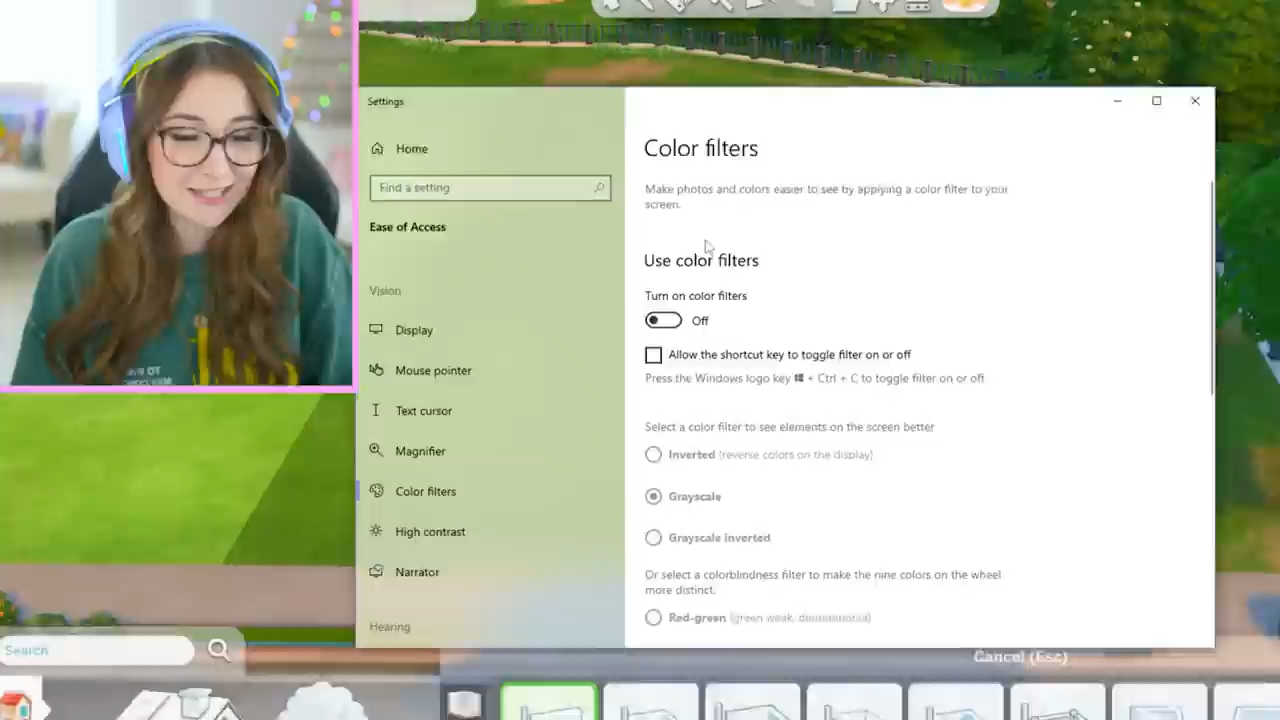 Settings
Home
Find a setting
Ease of Access
Vision
Display
Mouse pointer
Text cursor
Magnifier
Color filters
High contrast
Narrator
Hearing
Color filters
Make photos and colors easier to see by applying a color filter to your
screen.
Use color filters
Turn on color filters
Off
Allow the shortcut key to toggle filter on or off
Press the Windows logo key + Ctrl + C to toggle filter on or off
Select a color filter to see elements on the screen better
Inverted (reverse colors on the display)
Grayscale
Grayscale inverted
Or select a colorblindness filter to make the nine colors on the wheel
more distinct.
Red-green (green weak, deuteranopia)
Search
Cancel (Esc)